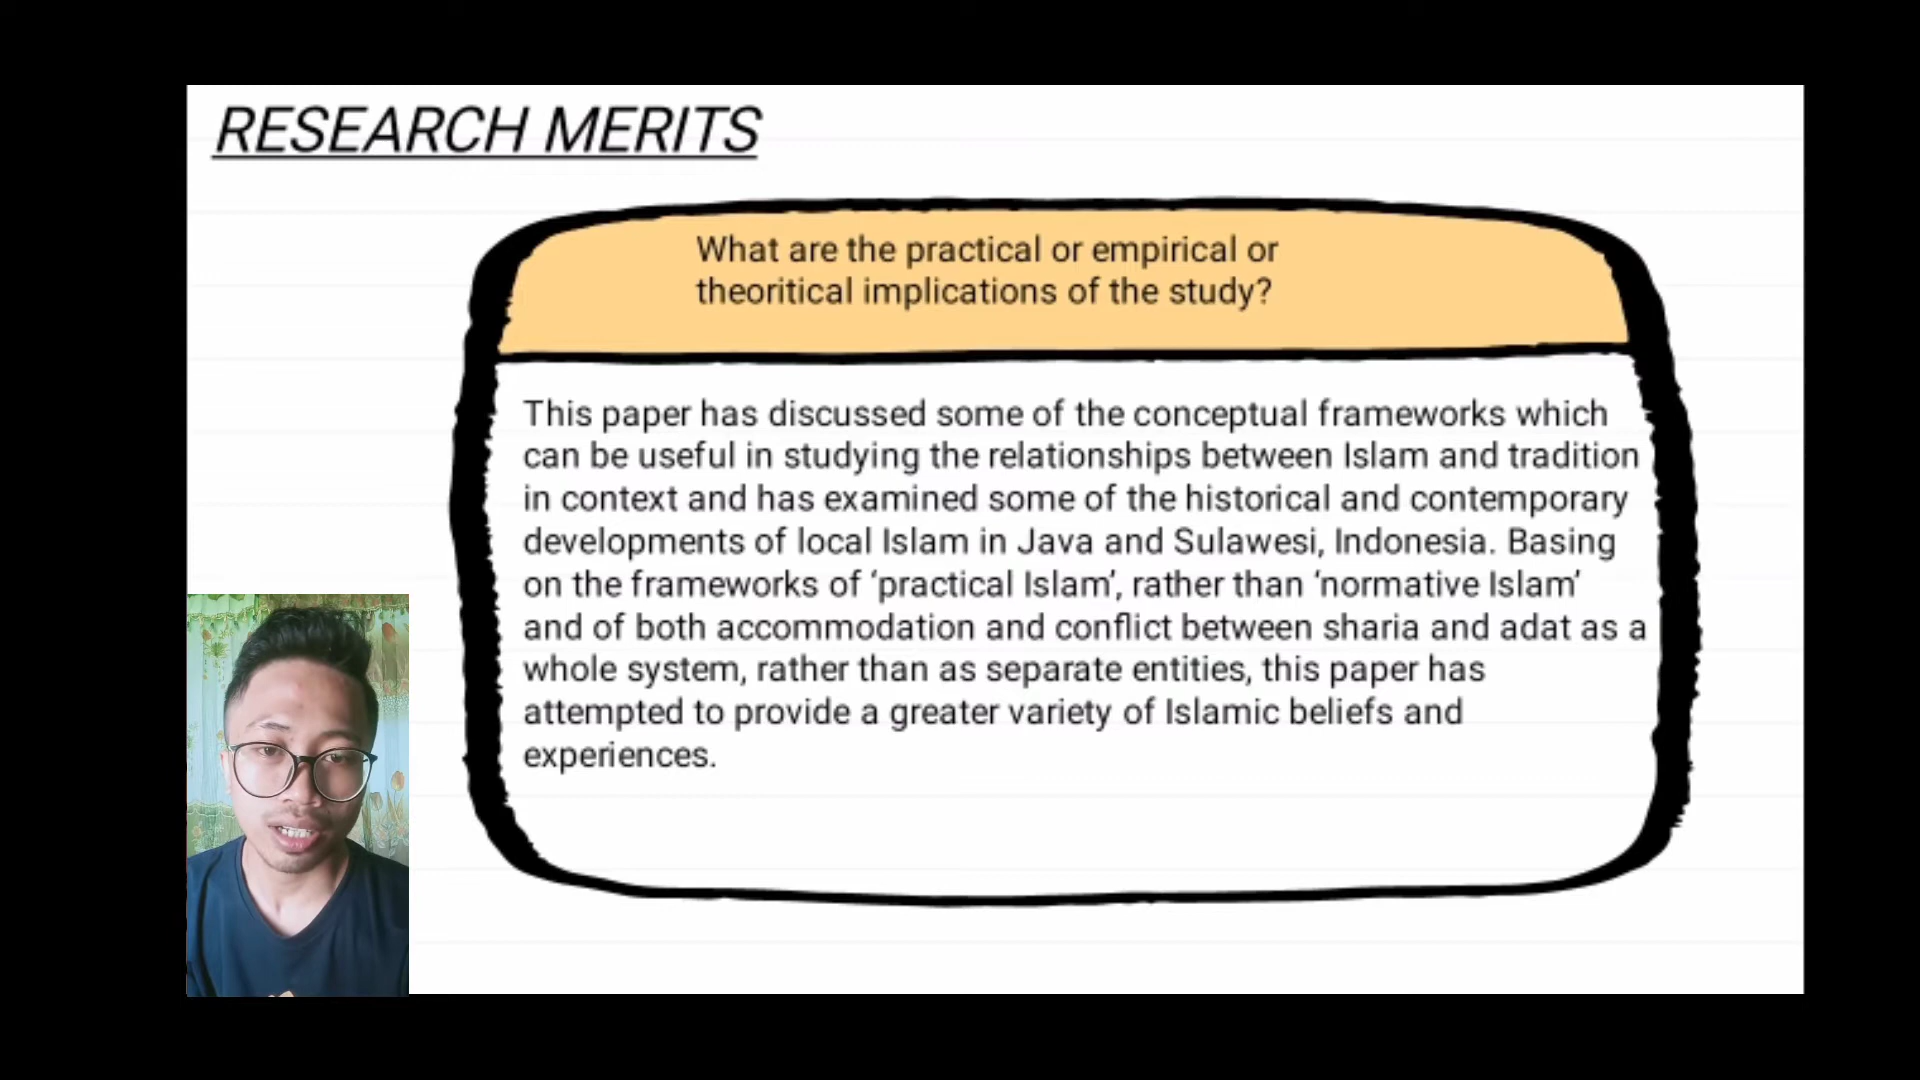 RESEARCH MERITS
What are the practical or empirical or
theoritical implications of the study?
This paper has discussed some of the conceptual frameworks which
can be useful in studying the relationships between Islam and tradition
in context and has examined some of the historical and contemporary
developments of local Islam in Java and Sulawesi, Indonesia. Basing
on the frameworks of ‘practical Islam’, rather than ‘normative Islam’
and of both accommodation and conflict between sharia and adat as a
whole system, rather than as separate entities, this paper has
attempted to provide a greater variety of Islamic beliefs and
experiences.